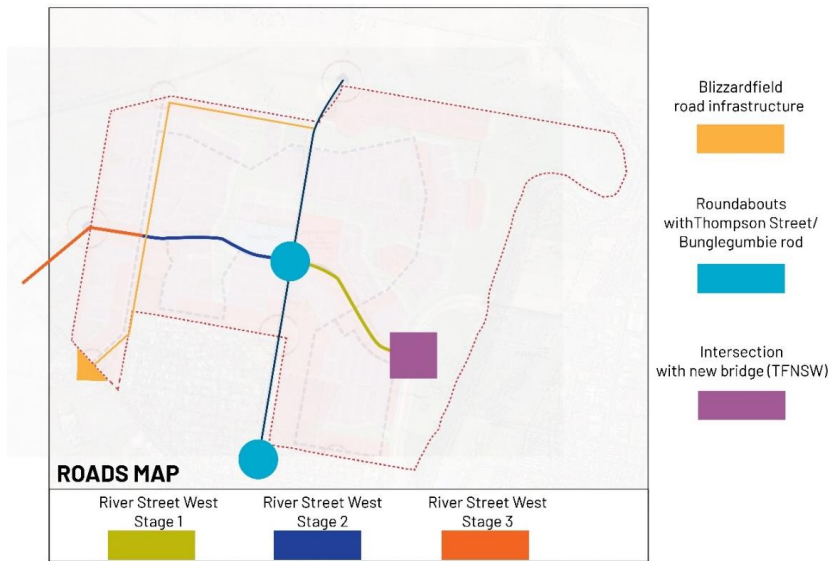 Blizzardfield
road infrastructure
Roundabouts
withThompson Street/
Bunglegumbie rod
Intersection
with new bridge (TFNSW)
ROADS MAP
River Street West
Stage 1
River Street West
Stage 2
River Street West
Stage 3